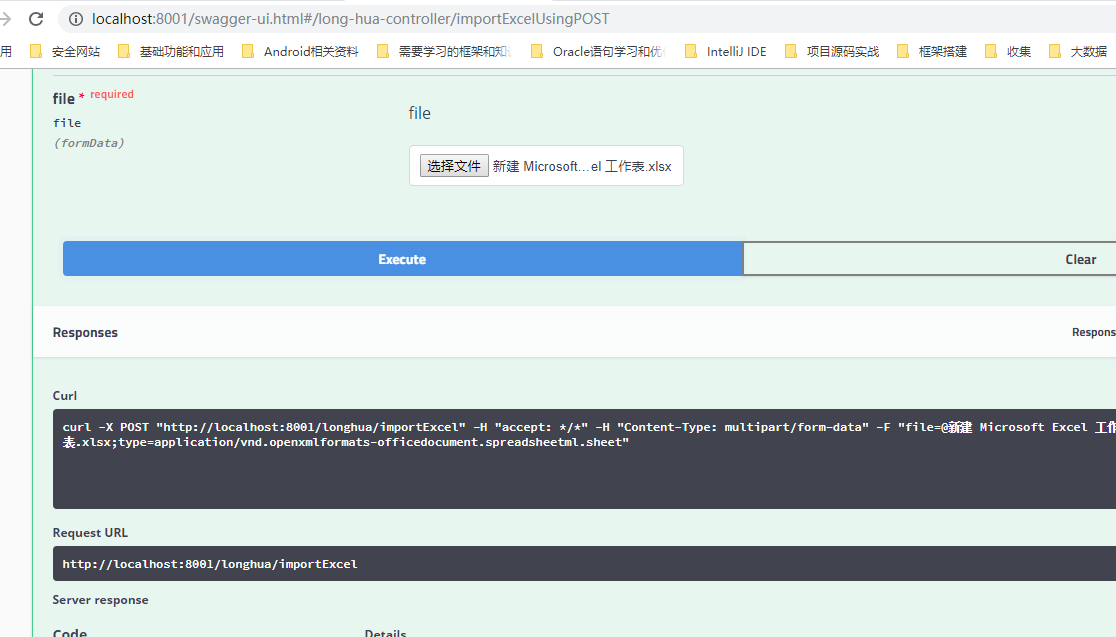 localhost:8001/swagger-ui.html#/long-hua-controller/importExcelUsingPOST
用 安全网站 基础功能和应用 Android相关资料 需要学习的框架和知 Oracle语句学习和优 IntelliJ IDE 项目源码实战 框架搭建 收集 大数据
file * required
file
file
(formData)
选择文件 新建 Microsoft...el 工作表.xlsx
Execute Clear
Responses Respons
Curl
curl -X POST "http://localhost:8001/longhua/importExcel" -H "accept: */*" -H "Content-Type: multipart/form-data" -F "file=@新建 Microsoft Excel 工作
表.xlsx;type=application/vnd.openxmlformats-officedocument.spreadsheetml.sheet"
Request URL
http://localhost:8001/longhua/importExcel
Server response
Code Details